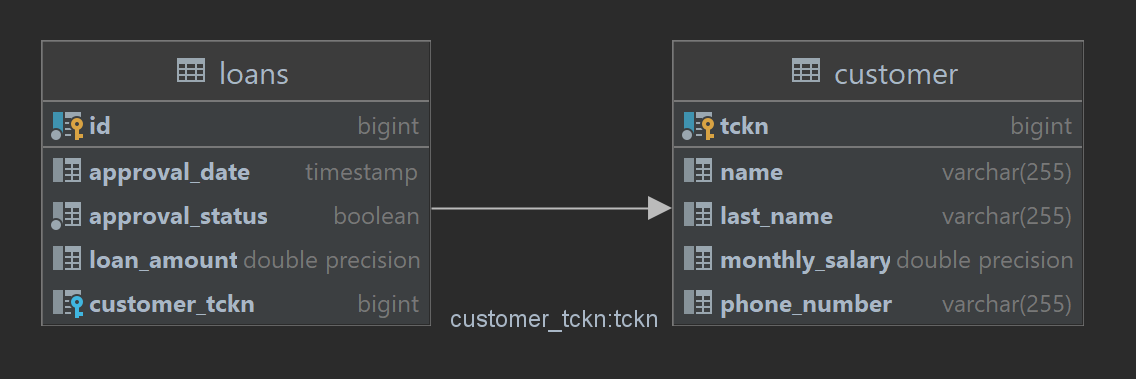 loans
id bigint
approval_date timestamp
approval_status boolean
loan_amount double precision
customer_tckn bigint
customer_tckn:tckn
customer
tckn bigint
name varchar(255)
last_name varchar(255)
monthly_salary double precision
phone_number varchar(255)